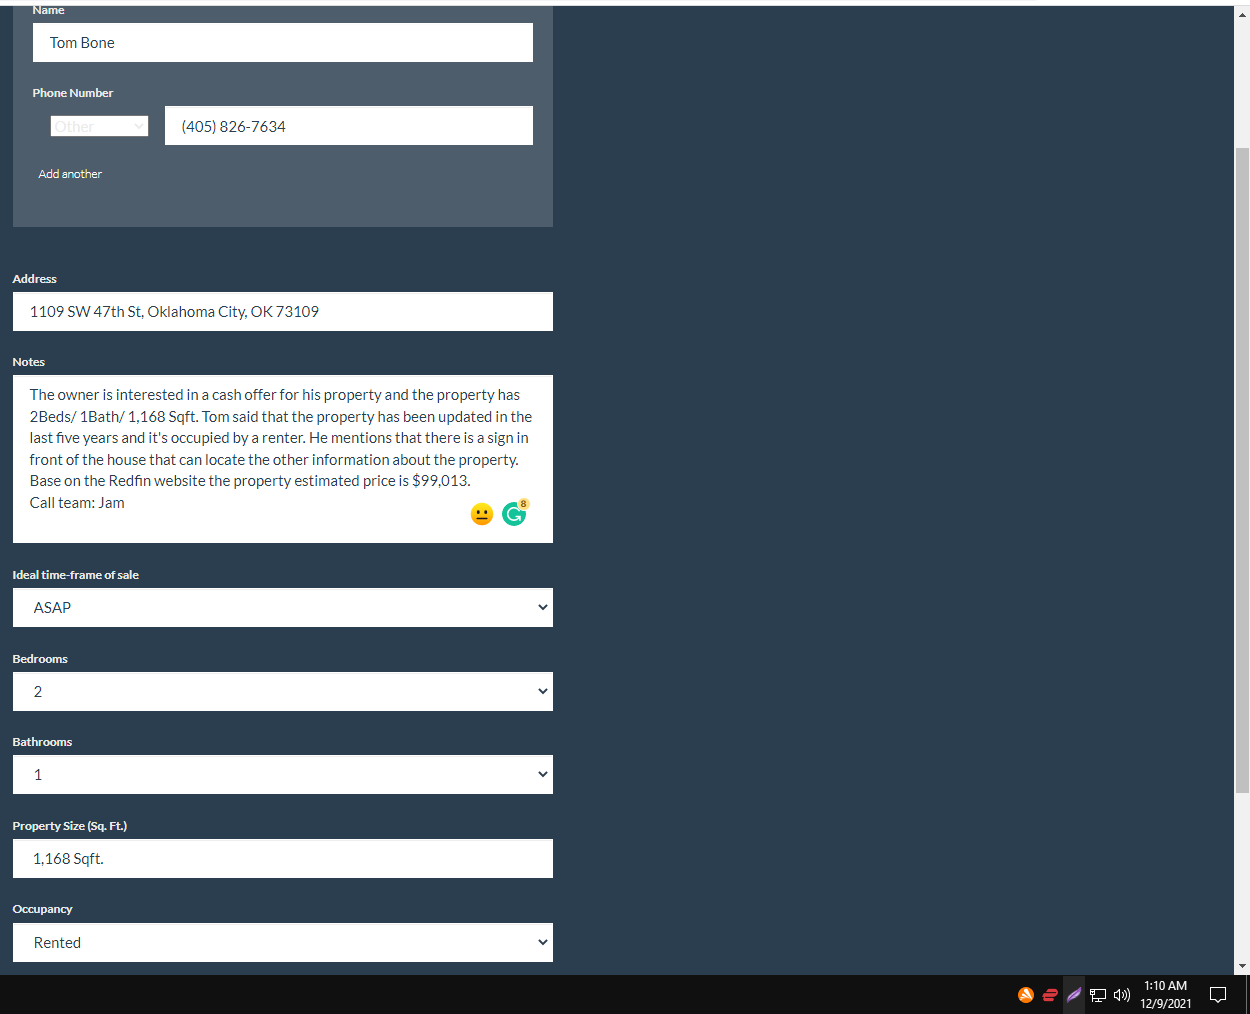 Name
Tom Bone
Phone Number
Other
(405) 826-7634
Add another
Address
1109 SW 47th St, Oklahoma City, OK 73109
Notes
The owner is interested in a cash offer for his property and the property has
2Beds/ 1Bath/ 1,168 Sqft. Tom said that the property has been updated in the
last five years and it's occupied by a renter. He mentions that there is a sign in
front of the house that can locate the other information about the property.
Base on the Redfin website the property estimated price is $99,013.
Call team: Jam
8
Ideal time-frame of sale
ASAP
Bedrooms
2
Bathrooms
1
Property Size (Sq. Ft.)
1,168 Sqft.
Occupancy
Rented
1:10 AM
12/9/2021